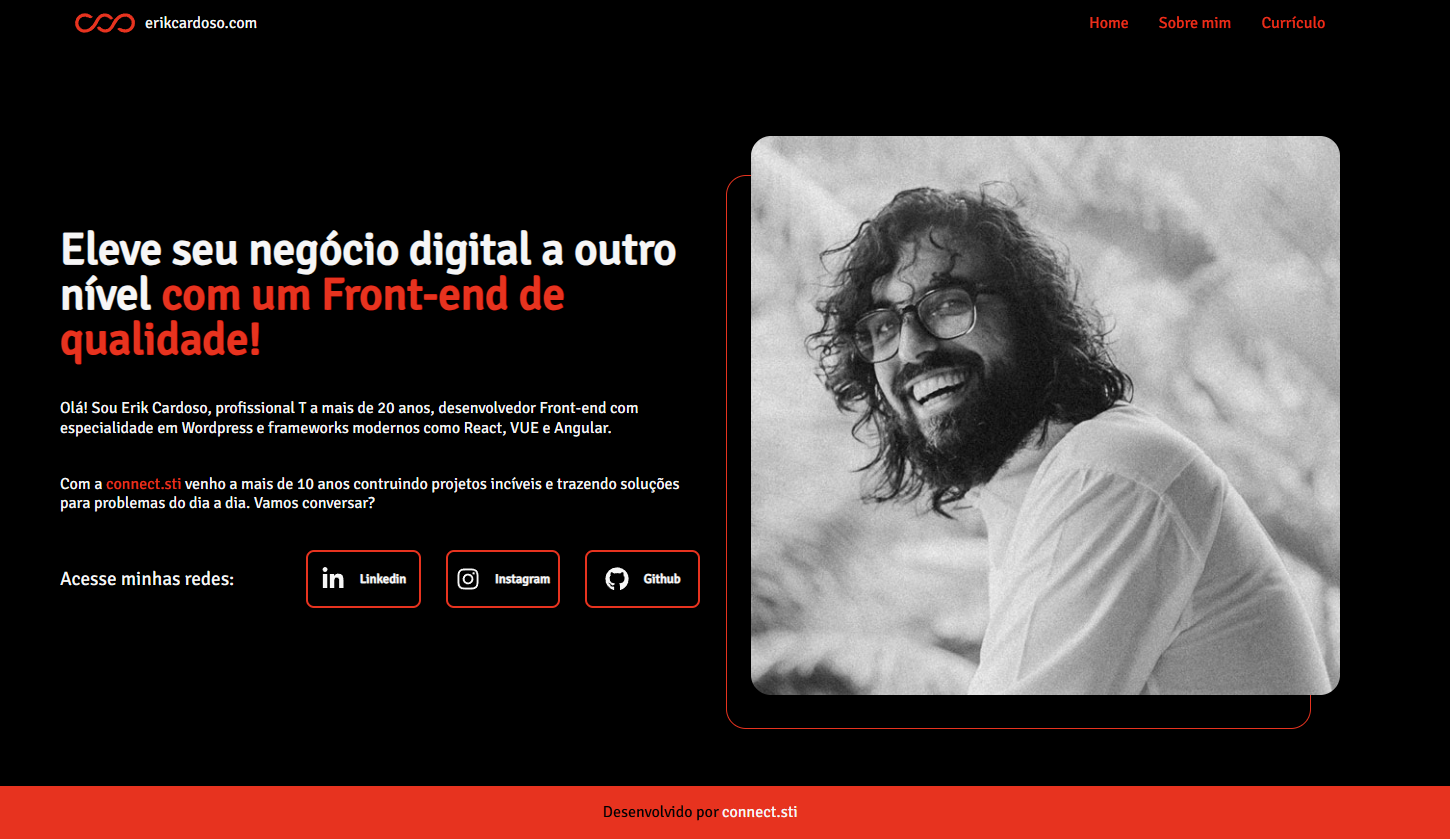 erikcardoso.com
Home Sobre mim Currículo
Eleve seu negócio digital a outro
nível com um Front-end de
qualidade!
Olá! Sou Erik Cardoso, profissional T a mais de 20 anos, desenvolvedor Front-end com
especialidade em Wordpress e frameworks modernos como React, VUE e Angular.
Com a connect.sti venho a mais de 10 anos contruindo projetos incíveis e trazendo soluções
para problemas do dia a dia. Vamos conversar?
Acesse minhas redes: Linkedin Instagram Github
Desenvolvido por connect.sti